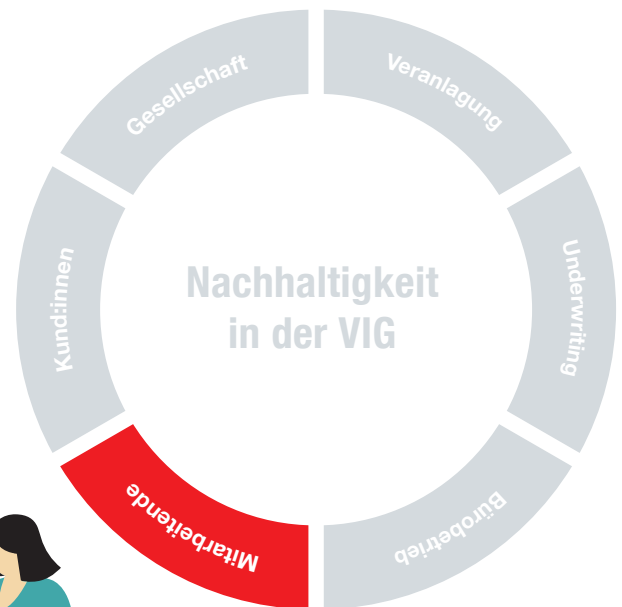 Gesellschaft
Veranlagung
Kund:innen
Nachhaltigkeit
in der VIG
Underwriting
Mitarbeitende
Bürobetrieb